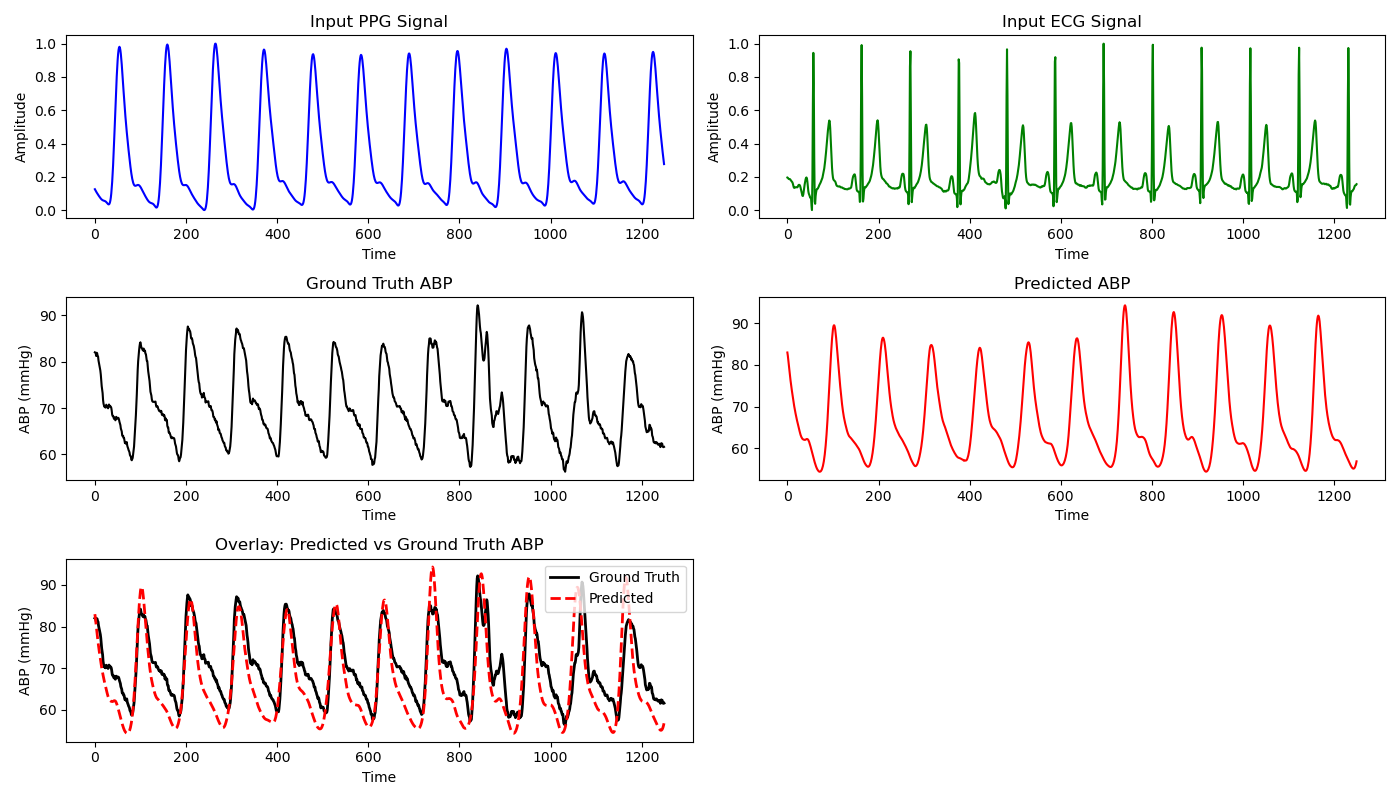 Input PPG Signal
Amplitude
1.0
0.8
0.6
0.4
0.2
0.0
0 200 400 600 800 1000 1200
Time
Input ECG Signal
Amplitude
1.0
0.8
0.6
0.4
0.2
0.0
0 200 400 600 800 1000 1200
Time
Ground Truth ABP
ABP (mmHg)
90
80
70
60
0 200 400 600 800 1000 1200
Time
Predicted ABP
ABP (mmHg)
90
80
70
60
0 200 400 600 800 1000 1200
Time
Overlay: Predicted vs Ground Truth ABP
ABP (mmHg)
90
80
70
60
Ground Truth
Predicted
0 200 400 600 800 1000 1200
Time